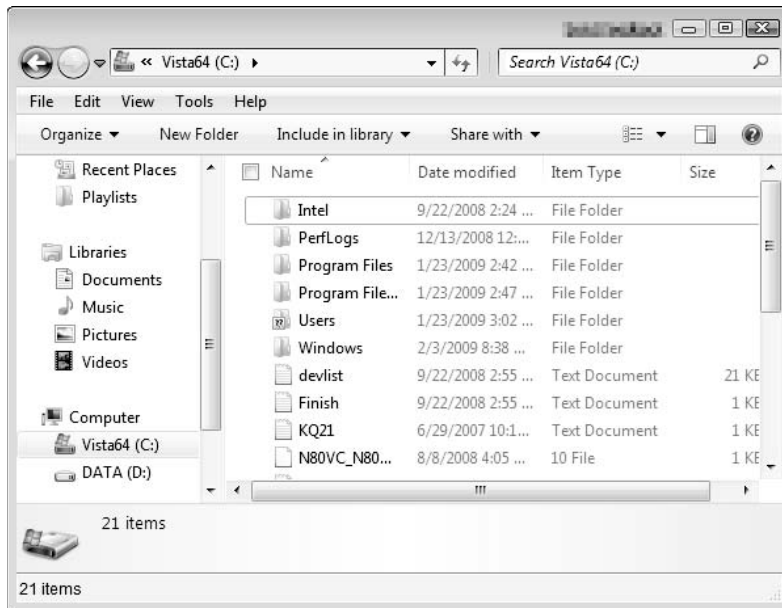 « Vista64 (C:)
Search Vista64 (C:)
File Edit View Tools Help
Organize New Folder Include in library Share with
Recent Places
Playlists
Libraries
Documents
Music
Pictures
Videos
Computer
Vista64 (C:)
DATA (D:)
Name Date modified Item Type Size
Intel 9/22/2008 2:24 ... File Folder
PerfLogs 12/13/2008 12:... File Folder
Program Files 1/23/2009 2:42 ... File Folder
Program File... 1/23/2009 2:47 ... File Folder
Users 1/23/2009 3:02 ... File Folder
Windows 2/3/2009 8:38 ... File Folder
devlist 9/22/2008 2:55 ... Text Document 21 KB
Finish 9/22/2008 2:55 ... Text Document 1 KB
KQ21 6/29/2007 10:1... Text Document 1 KB
N80VC_N80... 8/8/2008 4:05 ... 10 File 1 KB
21 items
21 items